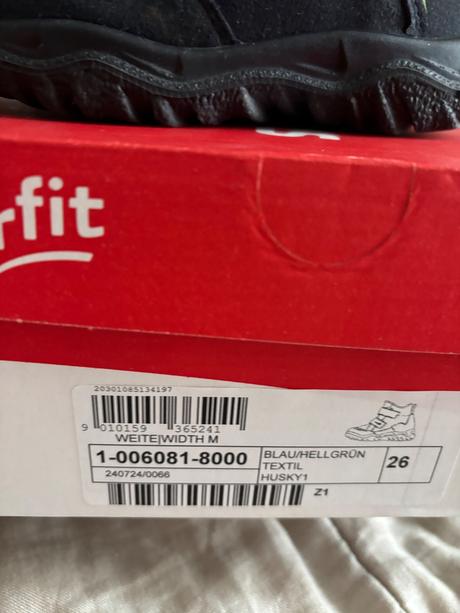 rfit
20301085134197
9 010159 365241
WEITE|WIDTH M
1-006081-8000
240724/0066
BLAU/HELLGRÜN
TEXTIL
HUSKY1
26
Z1